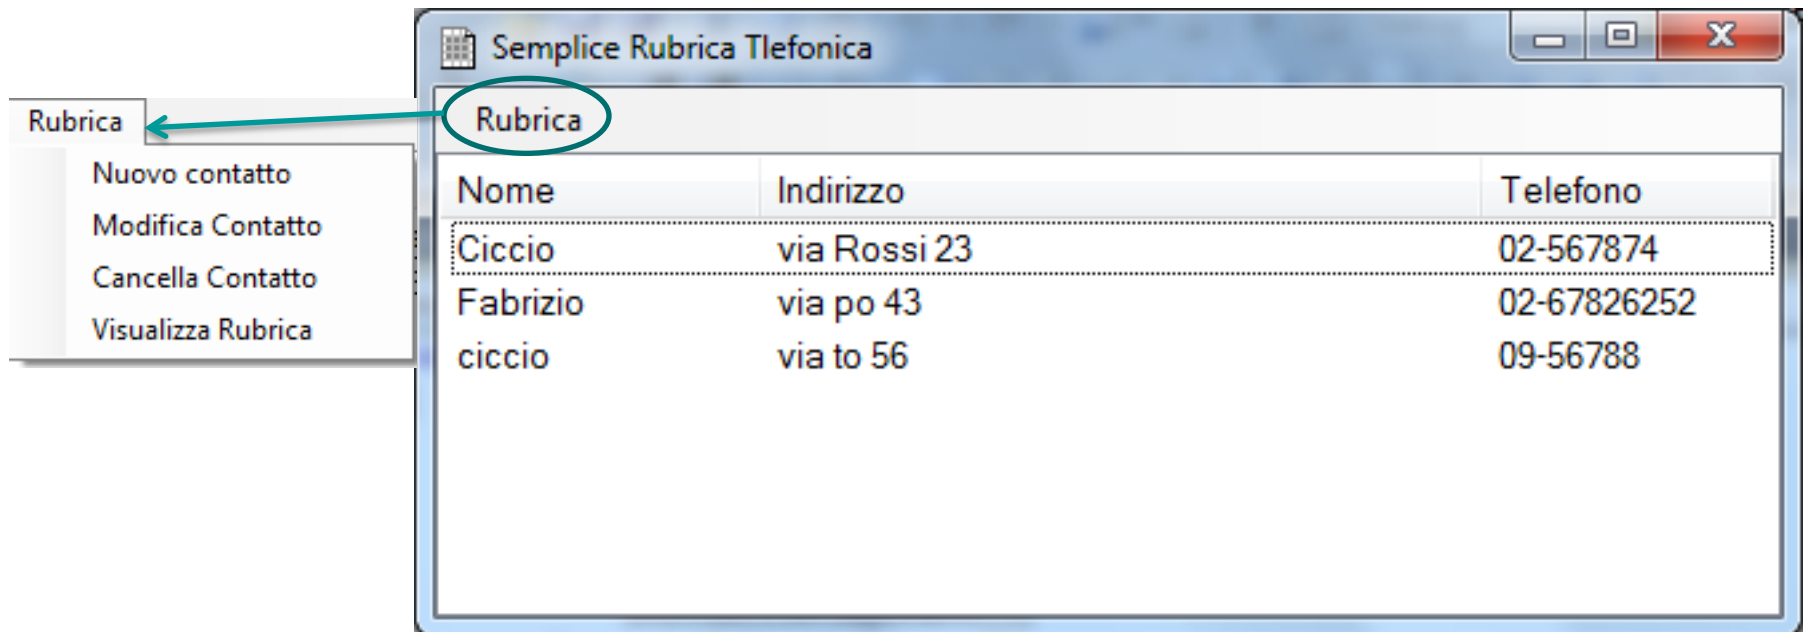 Semplice Rubrica Tlefonica
Rubrica
Rubrica
Nuovo contatto
Modifica Contatto
Cancella Contatto
Visualizza Rubrica
Nome Indirizzo Telefono
Ciccio via Rossi 23 02-567874
Fabrizio via po 43 02-67826252
ciccio via to 56 09-56788